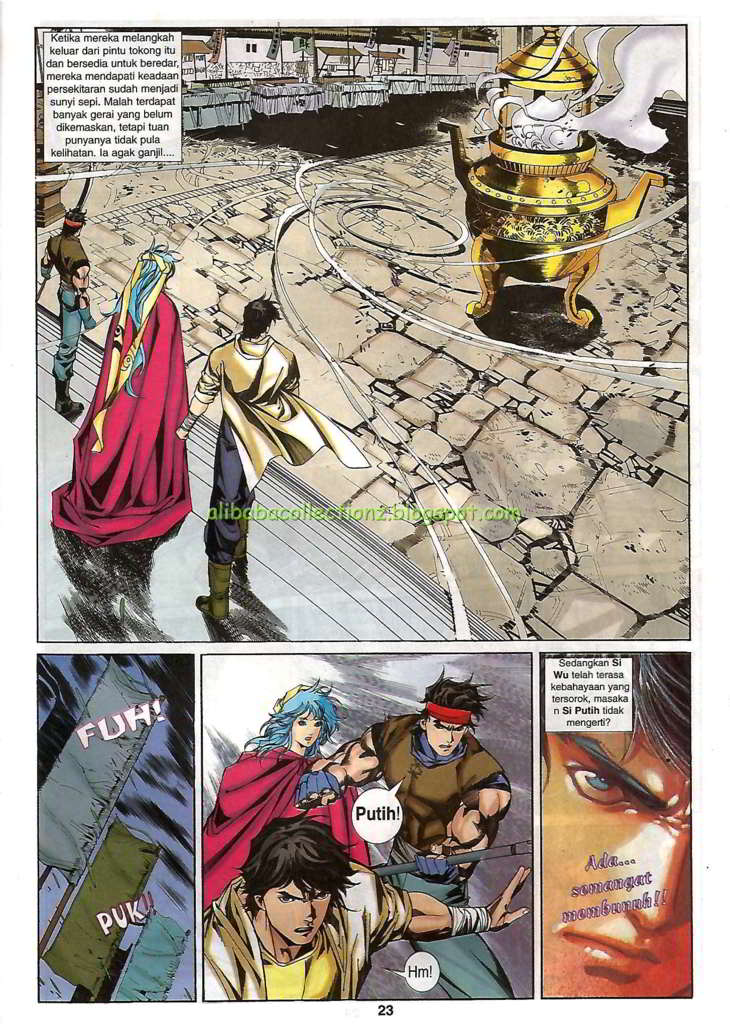 Ketika mereka melangkah
keluar dari pintu tokong itu
dan bersedia untuk beredar,
mereka mendapati keadaan
persekitaran sudah menjadi
sunyi sepi. Malah terdapat
banyak gerai yang belum
dikemaskan, tetapi tuan
punyanya tidak pula
kelihatan. Ia agak ganjil....
alibabacollectionz.blogspot.com
FUH!
PUK!!
Putih!
Hm!
Sedangkan Si
Wu telah terasa
kebahayaan yang
tersorok, masaka
n Si Putih tidak
mengerti?
Ada...
semangat
membunuh!!
23